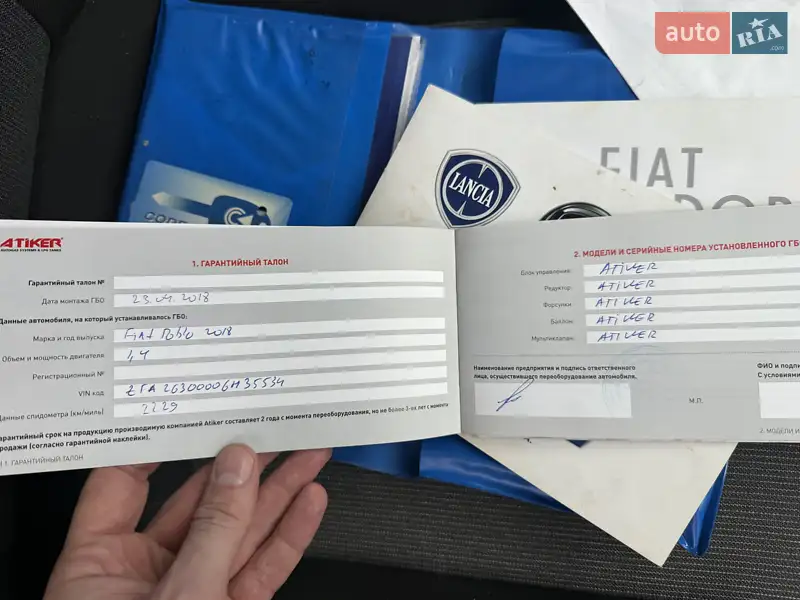 auto RIA .com
LANCIA
FIAT
ATIKER
1. ГАРАНТИЙНЫЙ ТАЛОН
Гарантийный талон №
Дата монтажа ГБО 23.04.2018
Данные автомобиля, на который устанавливалось ГБО:
Марка и год выпуска Fiat Doblo 2018
Объем и мощность двигателя 1,4
Регистрационный №
VIN код ZFA26300006H35534
Данные спидометра (км/миль) 2229
Гарантийный срок на продукцию производимую компанией Atiker составляет 2 года с момента переоборудования, но не более 3-ох лет с момента
продажи (согласно гарантийной наклейки).
1. ГАРАНТИЙНЫЙ ТАЛОН
2. МОДЕЛИ И СЕРИЙНЫЕ НОМЕРА УСТАНОВЛЕННОГО ГБО
Блок управления: ATIKER
Редуктор: ATIKER
Форсунки: ATIKER
Баллон: ATIKER
Мультиклапан: ATIKER
Наименование предприятия и подпись ответственного
лица, осуществившего переоборудование автомобиля.
М.П.
ФИО и подпи
С условиями
2. МОДЕЛИ И